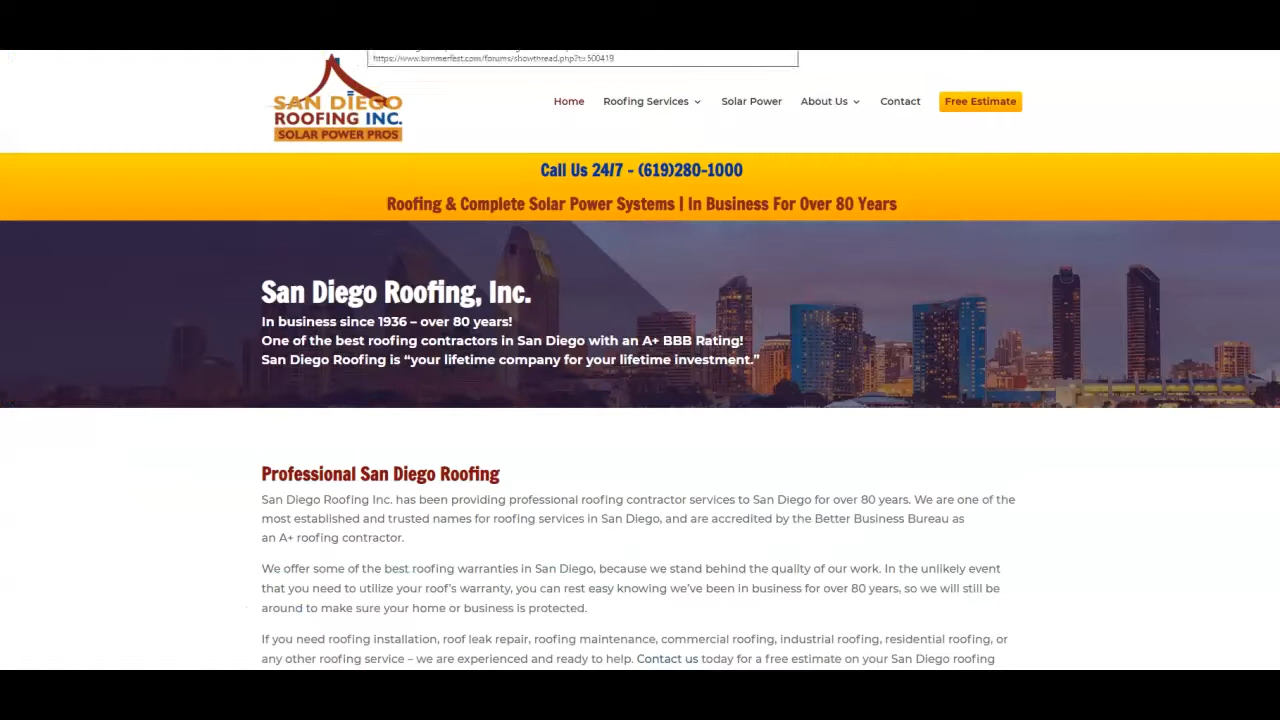 https://www.bimmerfest.com/forums/showthread.php?t=500419
SAN DIEGO
ROOFING INC.
SOLAR POWER PROS
Home Roofing Services Solar Power About Us Contact Free Estimate
Call Us 24/7 - (619)280-1000
Roofing & Complete Solar Power Systems | In Business For Over 80 Years
San Diego Roofing, Inc.
In business since 1936 – over 80 years!
One of the best roofing contractors in San Diego with an A+ BBB Rating!
San Diego Roofing is “your lifetime company for your lifetime investment.”
Professional San Diego Roofing
San Diego Roofing Inc. has been providing professional roofing contractor services to San Diego for over 80 years. We are one of the
most established and trusted names for roofing services in San Diego, and are accredited by the Better Business Bureau as
an A+ roofing contractor.
We offer some of the best roofing warranties in San Diego, because we stand behind the quality of our work. In the unlikely event
that you need to utilize your roof’s warranty, you can rest easy knowing we’ve been in business for over 80 years, so we will still be
around to make sure your home or business is protected.
If you need roofing installation, roof leak repair, roofing maintenance, commercial roofing, industrial roofing, residential roofing, or
any other roofing service – we are experienced and ready to help. Contact us today for a free estimate on your San Diego roofing